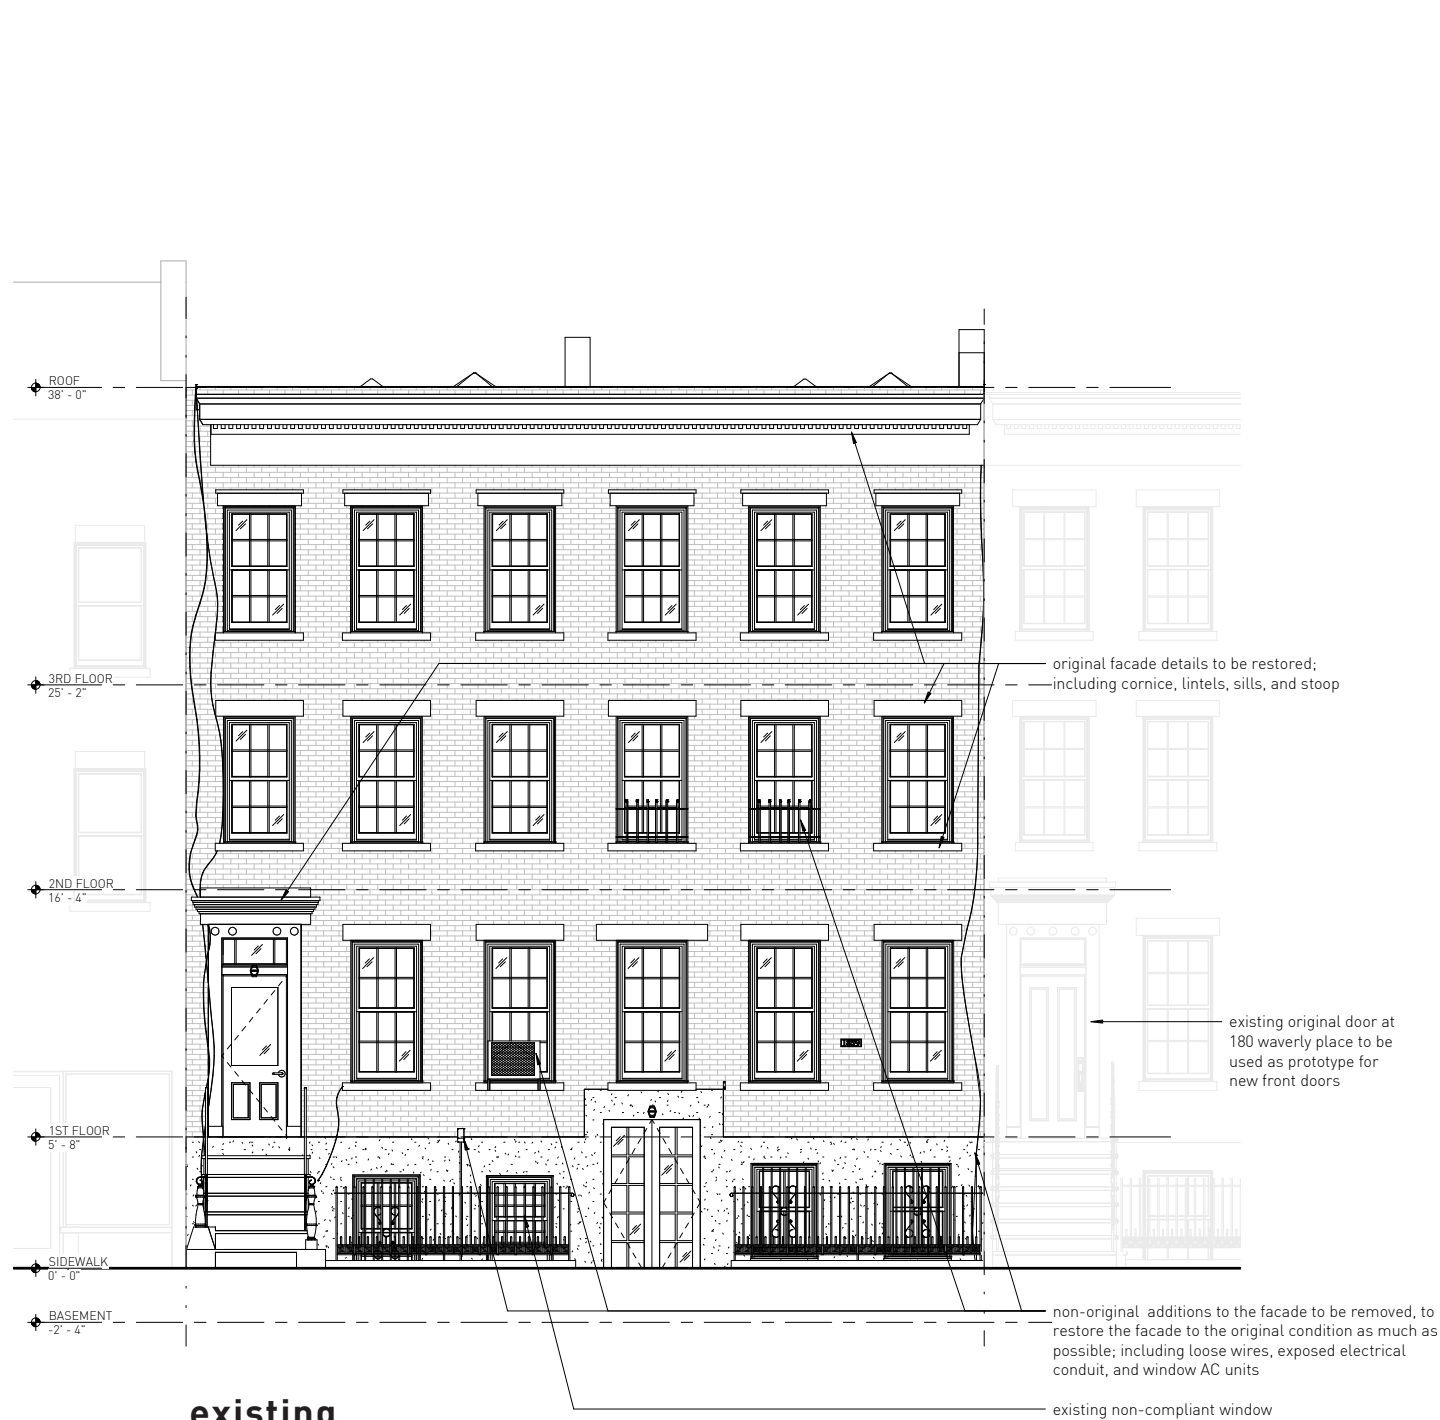 ROOF
38' - 0"
original facade details to be restored;
including cornice, lintels, sills, and stoop
3RD FLOOR
25' - 2"
2ND FLOOR
16' - 4"
existing original door at
180 waverly place to be
used as prototype for
new front doors
1ST FLOOR
5' - 8"
SIDEWALK
0' - 0"
BASEMENT
-2' - 4"
non-original additions to the facade to be removed, to
restore the facade to the original condition as much as
possible; including loose wires, exposed electrical
conduit, and window AC units
existing non-compliant window
existing